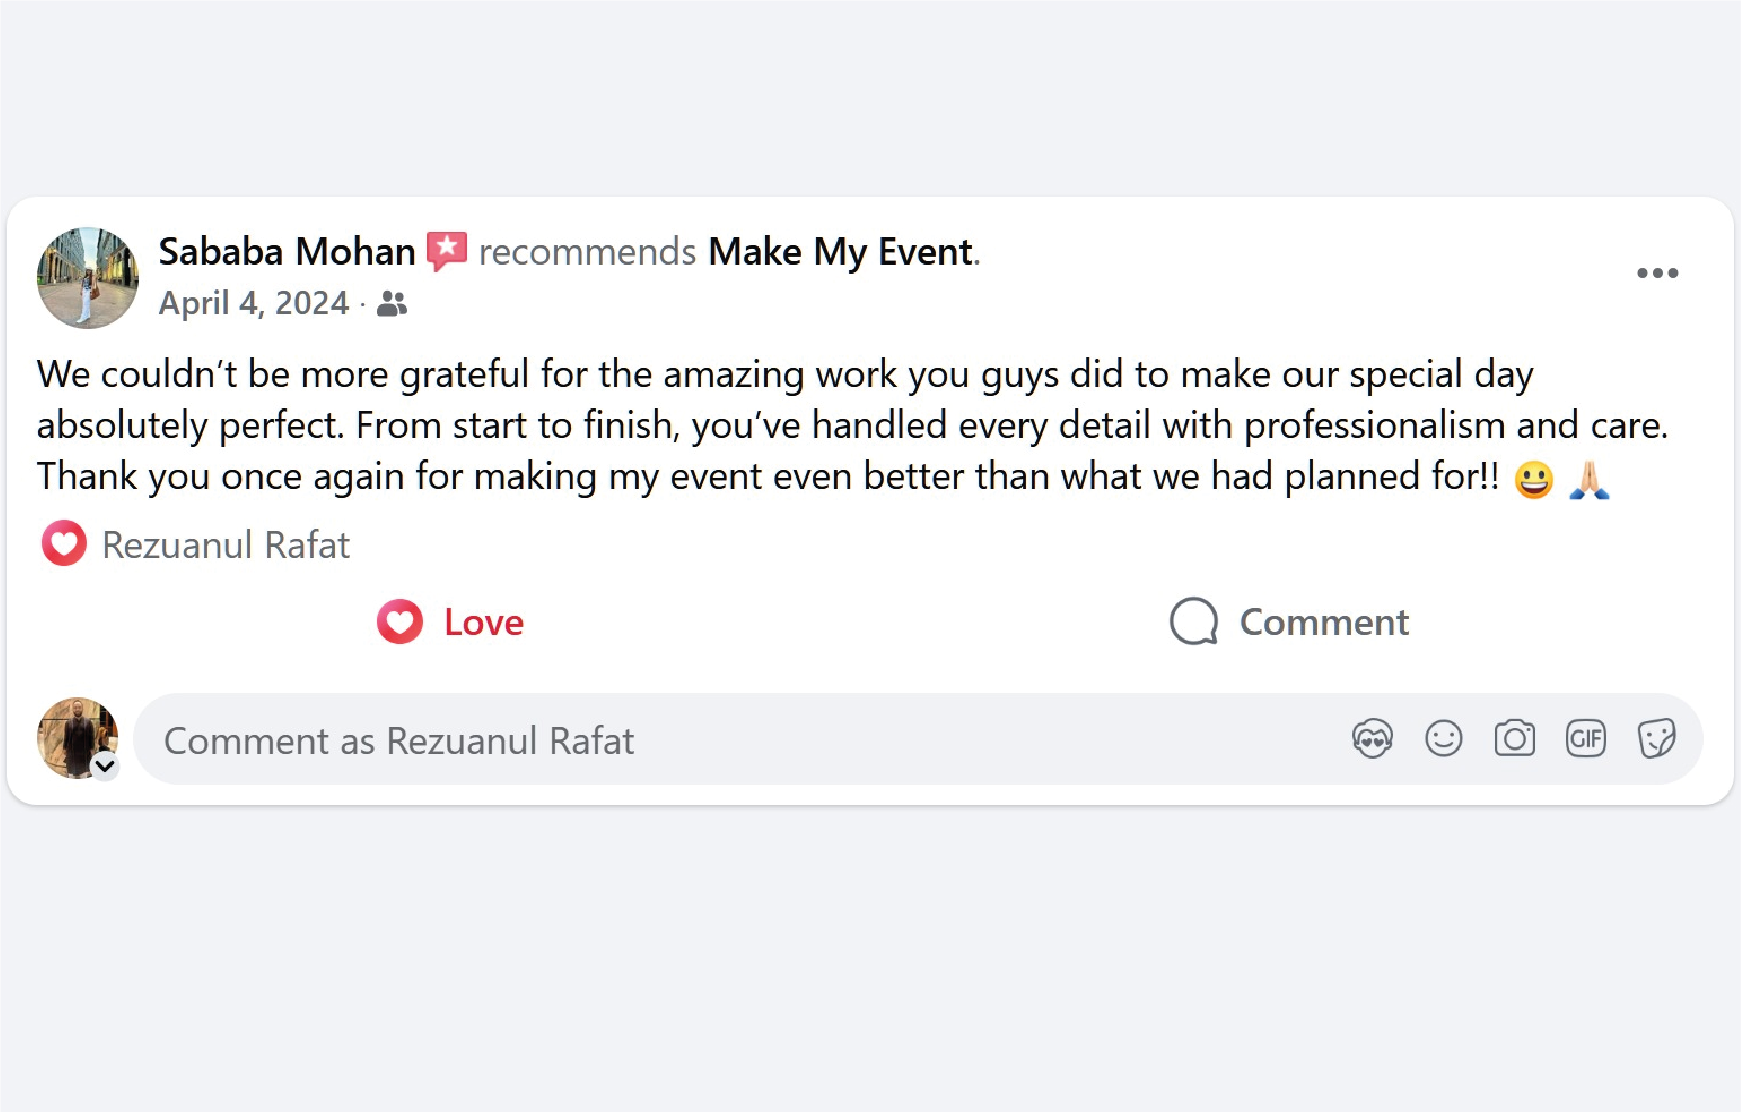 Sababa Mohan recommends Make My Event.
April 4, 2024 ·
We couldn’t be more grateful for the amazing work you guys did to make our special day
absolutely perfect. From start to finish, you’ve handled every detail with professionalism and care.
Thank you once again for making my event even better than what we had planned for!! 😀 🙏🏻
Rezuanul Rafat
Love Comment
Comment as Rezuanul Rafat GIF